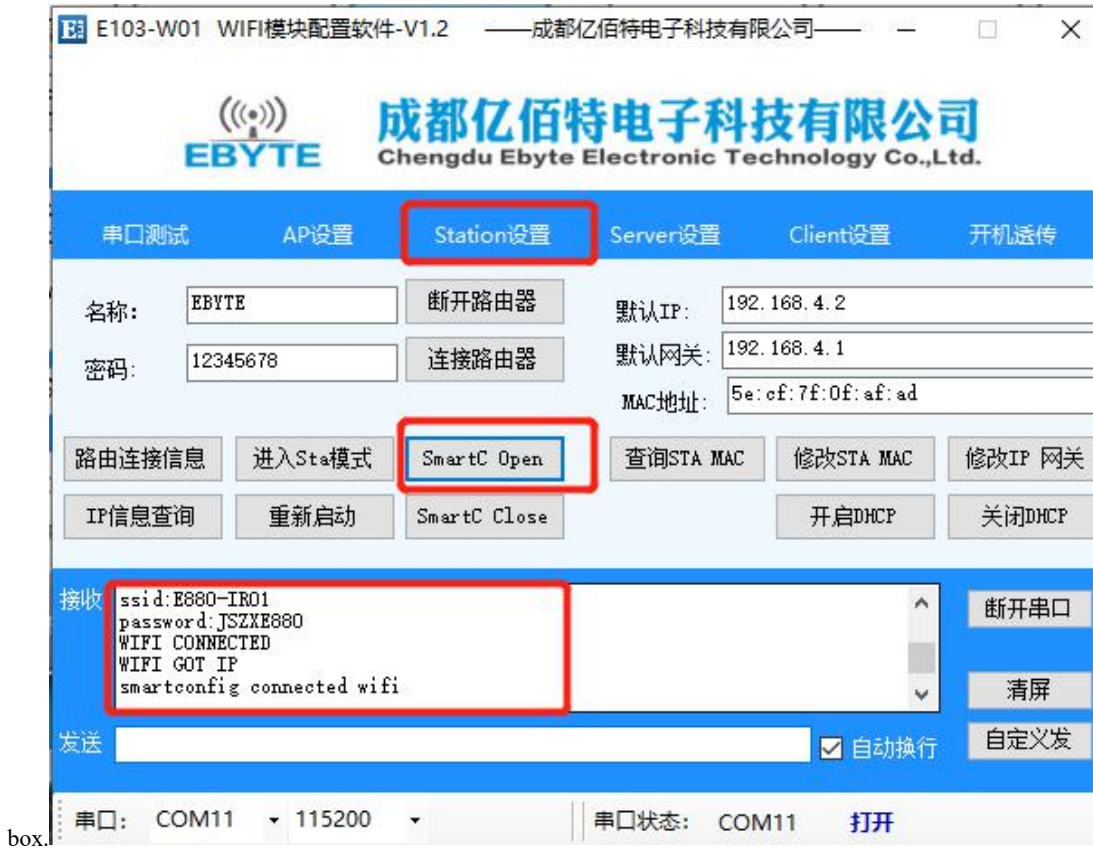 E103-W01 WIFI模块配置软件-V1.2 ——成都亿佰特电子科技有限公司——
EBYTE
成都亿佰特电子科技有限公司
Chengdu Ebyte Electronic Technology Co.,Ltd.
串口测试 AP设置 Station设置 Server设置 Client设置 开机透传
名称: EBYTE 断开路由器 默认IP: 192.168.4.2
密码: 12345678 连接路由器 默认网关: 192.168.4.1
MAC地址: 5e:cf:7f:0f:af:ad
路由连接信息 进入Sta模式 SmartC Open 查询STA MAC 修改STA MAC 修改IP 网关
IP信息查询 重新启动 SmartC Close 开启DHCP 关闭DHCP
接收 ssid:E880-IR01 断开串口
password:JSZXE880
WIFI CONNECTED
WIFI GOT IP
smartconfig connected wifi 清屏
发送 自动换行 自定义发
串口: COM11 115200 串口状态: COM11 打开
box.